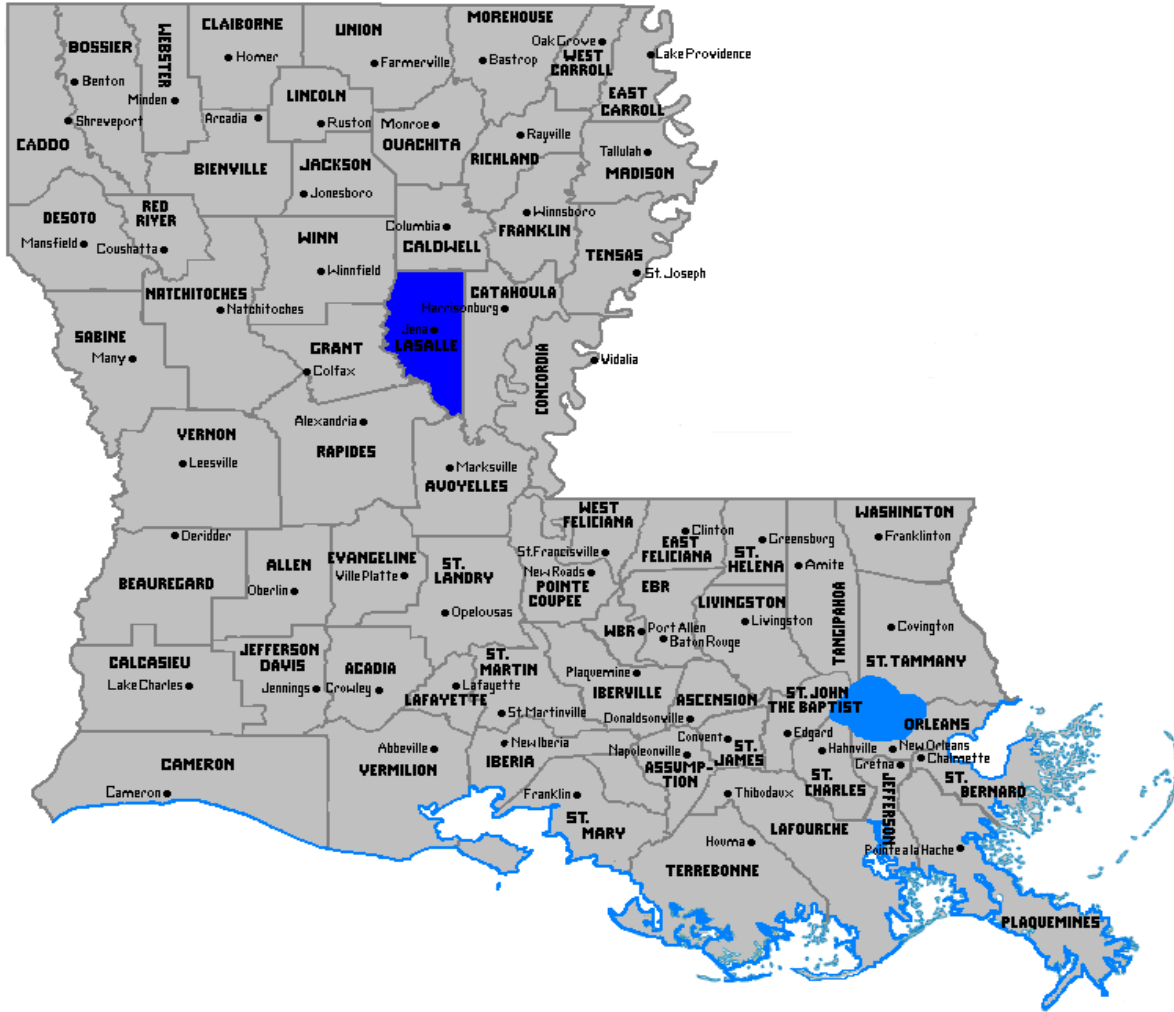 CLAIBORNE
UNION
MOREHOUSE
BOSSIER
WEBSTER
Homer
Farmerville
Bastrop
Oak Grove
WEST
CARROLL
Lake Providence
Benton
Minden
LINCOLN
EAST
CARROLL
Shreveport
Arcadia
Ruston
Monroe
OUACHITA
Rayville
RICHLAND
Tallulah
MADISON
CADDO
BIENVILLE
JACKSON
Jonesboro
DESOTO
RED
RIVER
Mansfield
Coushatta
WINN
Winnfield
Columbia
CALDWELL
Winnsboro
FRANKLIN
TENSAS
St. Joseph
NATCHITOCHES
Natchitoches
CATAHOULA
Harrisonburg
SABINE
Many
GRANT
Colfax
Jena
LASALLE
CONCORDIA
Vidalia
VERNON
Leesville
Alexandria
RAPIDES
Marksville
AVOYELLES
Deridder
BEAUREGARD
ALLEN
Oberlin
EVANGELINE
Ville Platte
ST.
LANDRY
Opelousas
WEST
FELICIANA
St. Francisville
New Roads
POINTE
COUPEE
Clinton
EAST
FELICIANA
Greensburg
ST.
HELENA
Amite
TANGIPAHOA
WASHINGTON
Franklinton
EBR
WBR
Port Allen
Baton Rouge
LIVINGSTON
Livingston
Covington
ST. TAMMANY
CALCASIEU
Lake Charles
JEFFERSON
DAVIS
Jennings
ACADIA
Crowley
LAFAYETTE
Lafayette
ST.
MARTIN
St. Martinville
Plaquemine
IBERVILLE
ASCENSION
Donaldsonville
ST. JOHN
THE BAPTIST
Edgard
ORLEANS
New Orleans
Chalmette
Gretna
Hahnville
CAMERON
Cameron
Abbeville
VERMILION
New Iberia
IBERIA
Napoleonville
ASSUMP-
TION
Convent
ST.
JAMES
ST.
CHARLES
JEFFERSON
ST.
BERNARD
Franklin
ST.
MARY
Thibodaux
LAFOURCHE
Houma
TERREBONNE
Pointe a la Hache
PLAQUEMINES